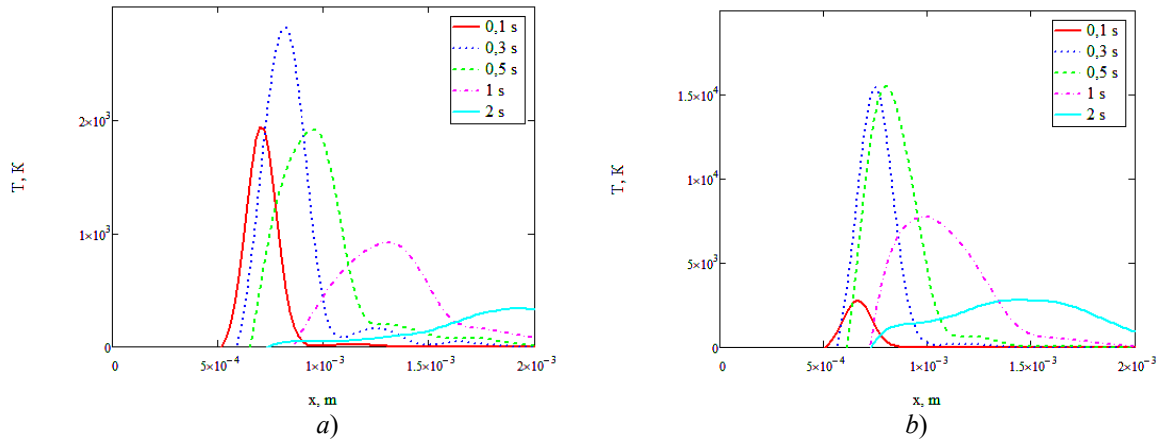 0,1 s
0,3 s
0,5 s
1 s
2 s
2×10³
1×10³
0
T, K
0
5×10⁻⁴
1×10⁻³
1.5×10⁻³
2×10⁻³
x, m
a)
0,1 s
0,3 s
0,5 s
1 s
2 s
1.5×10⁴
1×10⁴
5×10³
0
T, K
0
5×10⁻⁴
1×10⁻³
1.5×10⁻³
2×10⁻³
x, m
b)